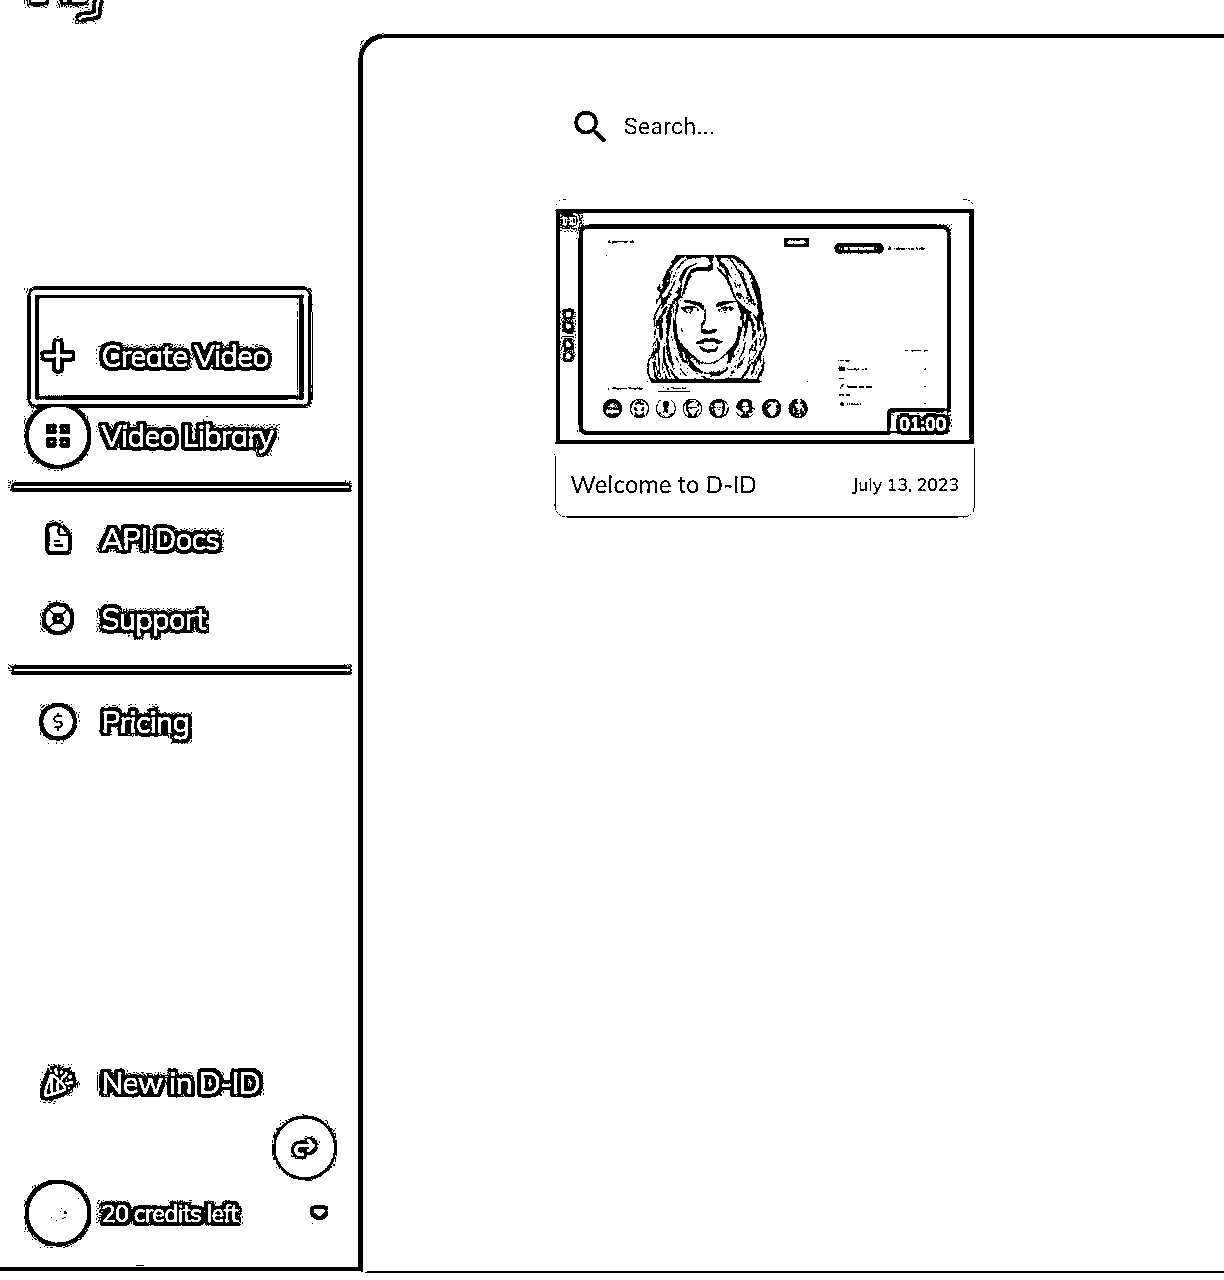 Search...
Create Video
Video Library
01:00
Welcome to D-ID
July 13, 2023
API Docs
Support
Pricing
New in D-ID
20 credits left